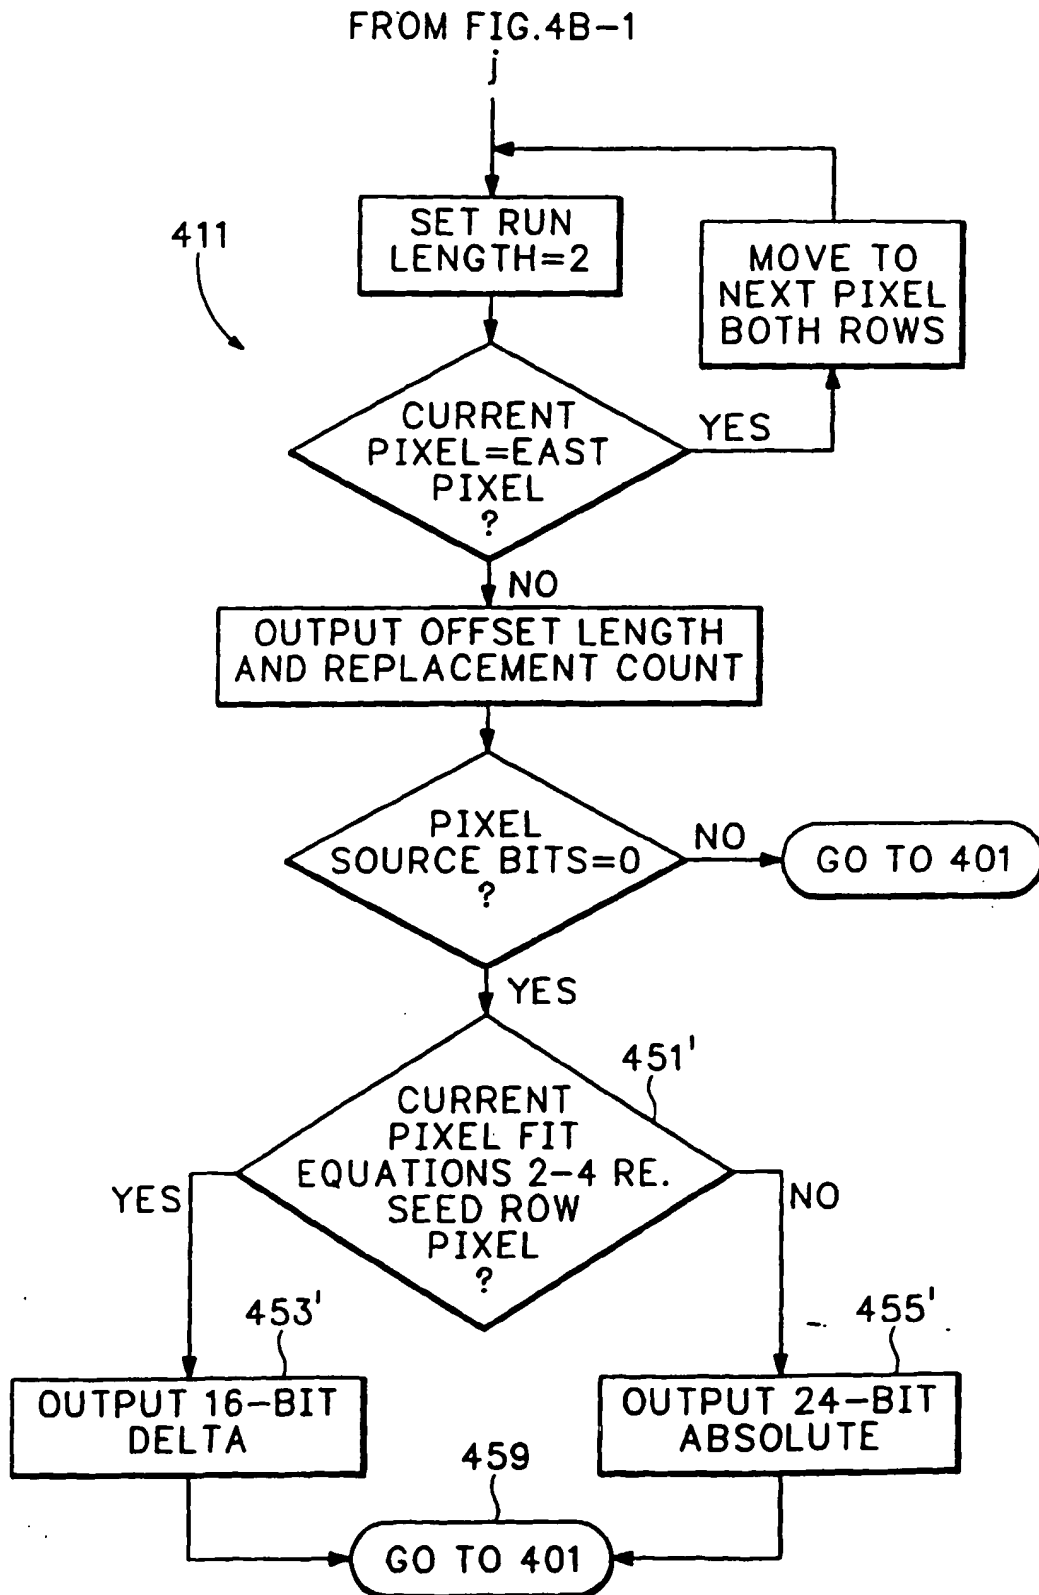 FROM FIG.4B-1
j
SET RUN
LENGTH=2
411
MOVE TO
NEXT PIXEL
BOTH ROWS
CURRENT
PIXEL=EAST
PIXEL
?
YES
NO
OUTPUT OFFSET LENGTH
AND REPLACEMENT COUNT
PIXEL
SOURCE BITS=0
?
NO
GO TO 401
YES
451'
CURRENT
PIXEL FIT
EQUATIONS 2-4 RE.
SEED ROW
PIXEL
?
YES
NO
453'
455'
OUTPUT 16-BIT
DELTA
OUTPUT 24-BIT
ABSOLUTE
459
GO TO 401